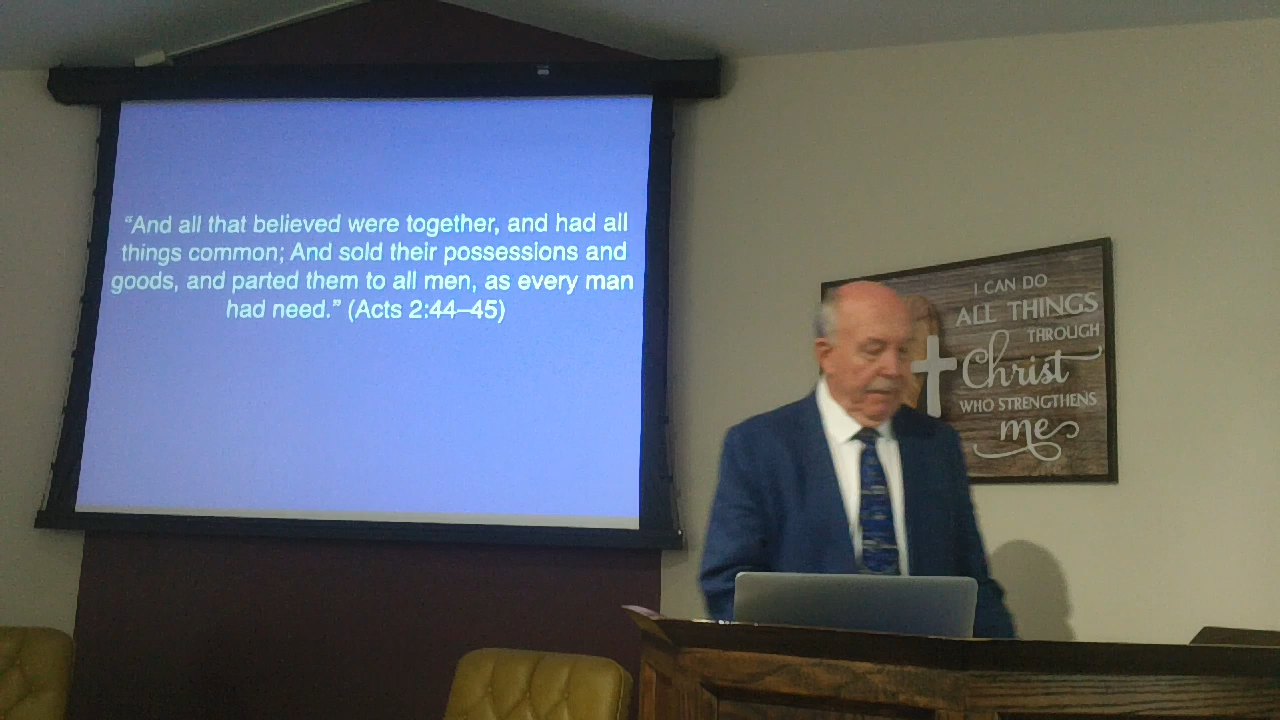 “And all that believed were together, and had all
things common; And sold their possessions and
goods, and parted them to all men, as every man
had need.” (Acts 2:44–45)
I CAN DO
ALL THINGS
THROUGH
Christ
WHO STRENGTHENS
me